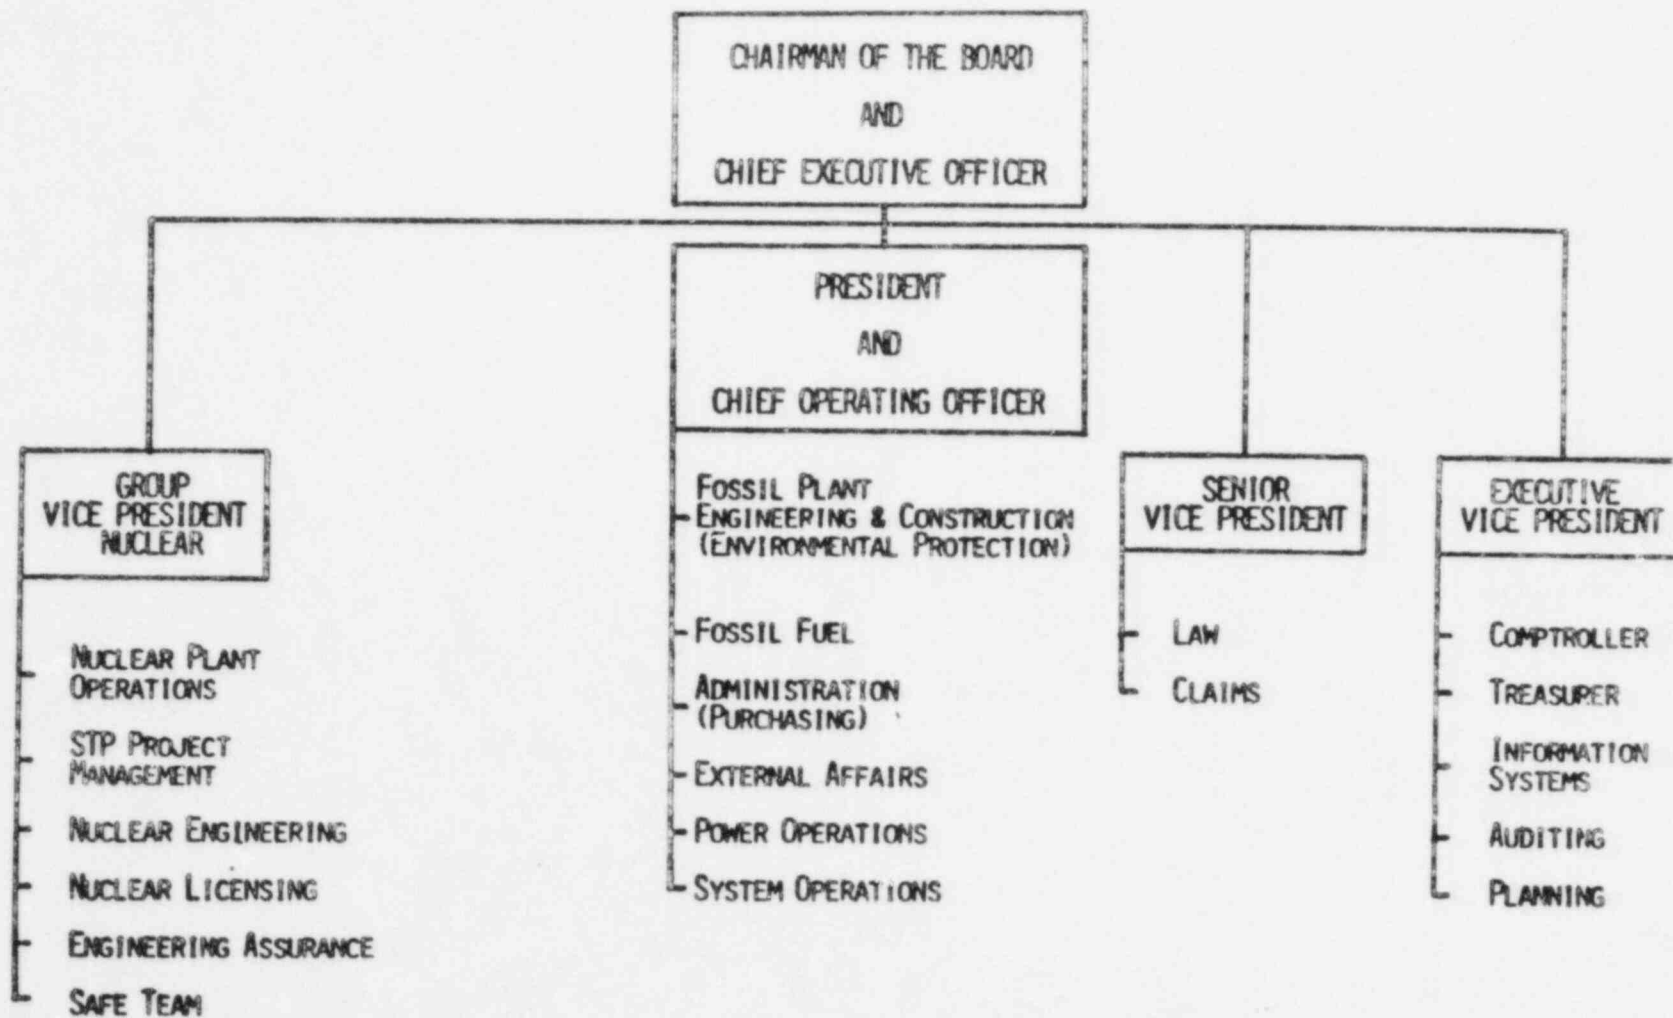 CHAIRMAN OF THE BOARD
AND
CHIEF EXECUTIVE OFFICER
PRESIDENT
AND
CHIEF OPERATING OFFICER
GROUP
VICE PRESIDENT
NUCLEAR
NUCLEAR PLANT
OPERATIONS
STP PROJECT
MANAGEMENT
NUCLEAR ENGINEERING
NUCLEAR LICENSING
ENGINEERING ASSURANCE
SAFE TEAM
FOSSIL PLANT
ENGINEERING & CONSTRUCTION
(ENVIRONMENTAL PROTECTION)
FOSSIL FUEL
ADMINISTRATION
(PURCHASING)
EXTERNAL AFFAIRS
POWER OPERATIONS
SYSTEM OPERATIONS
SENIOR
VICE PRESIDENT
LAW
CLAIMS
EXECUTIVE
VICE PRESIDENT
COMPTROLLER
TREASURER
INFORMATION
SYSTEMS
AUDITING
PLANNING